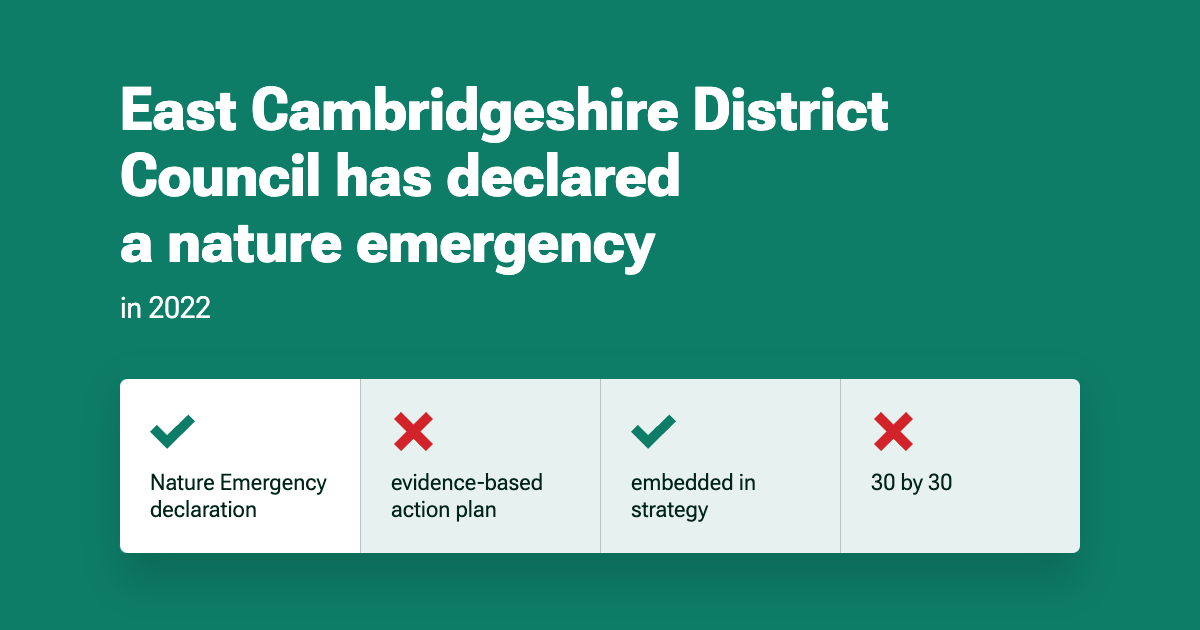 East Cambridgeshire District
Council has declared
a nature emergency
in 2022
Nature Emergency
declaration
evidence-based
action plan
embedded in
strategy
30 by 30